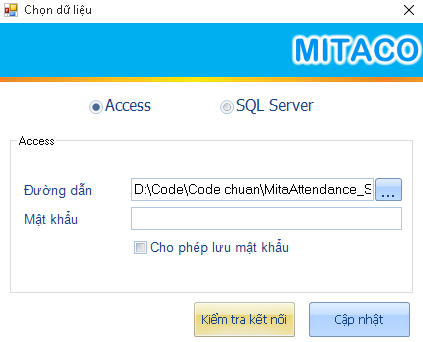 Chọn dữ liệu
MITACO
Access SQL Server
Access
Đường dẫn D:\Code\Code chuan\MitaAttendance_S ...
Mật khẩu
Cho phép lưu mật khẩu
Kiểm tra kết nối Cập nhật